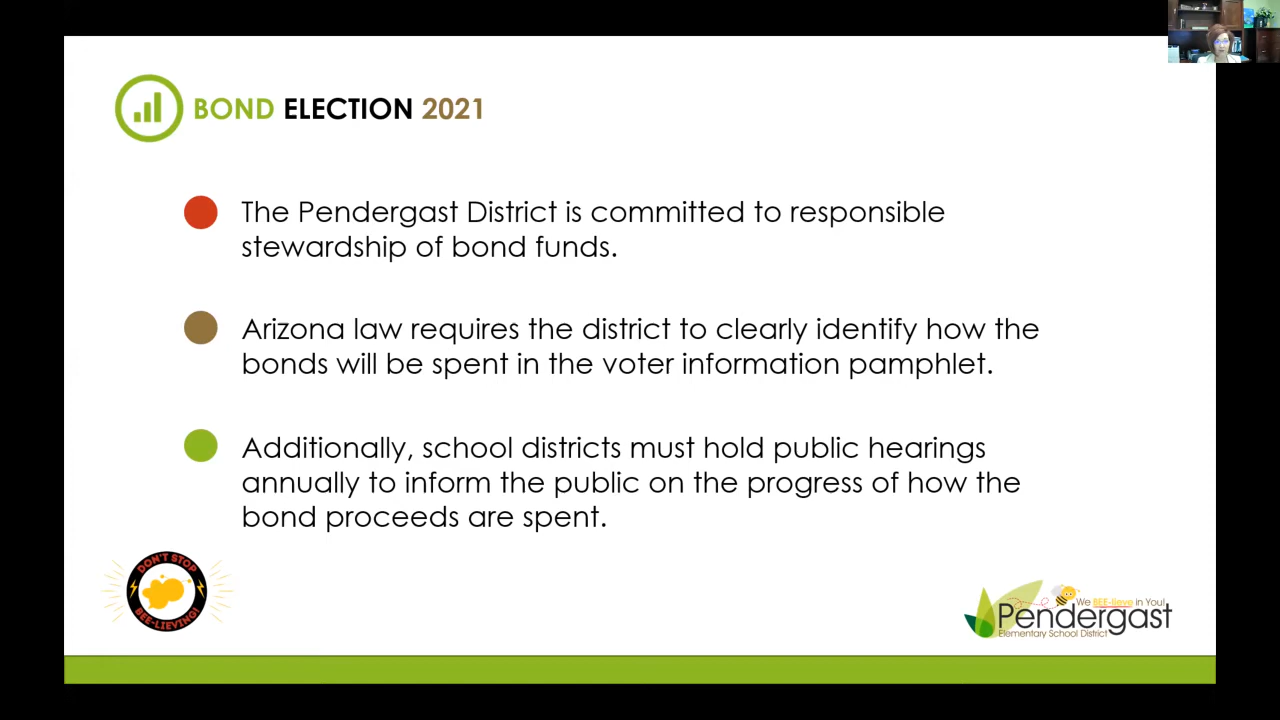 BOND ELECTION 2021
The Pendergast District is committed to responsible
stewardship of bond funds.
Arizona law requires the district to clearly identify how the
bonds will be spent in the voter information pamphlet.
Additionally, school districts must hold public hearings
annually to inform the public on the progress of how the
bond proceeds are spent.
DON'T STOP
BEE-LIEVING!
We BEE-lieve in You!
Pendergast
Elementary School District